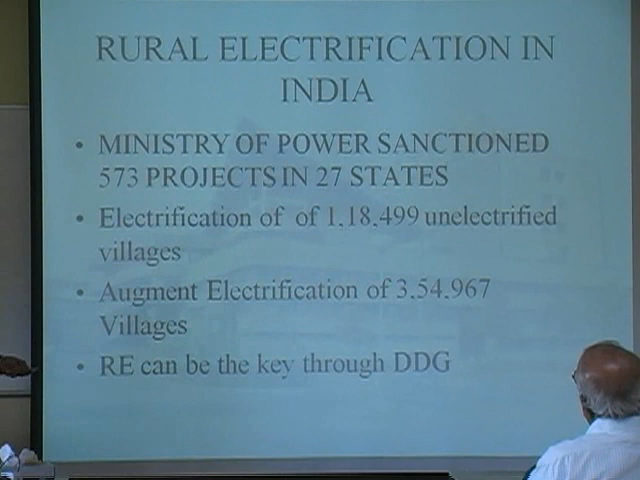 RURAL ELECTRIFICATION IN
INDIA
• MINISTRY OF POWER SANCTIONED
573 PROJECTS IN 27 STATES
• Electrification of of 1,18,499 unelectrified
villages
• Augment Electrification of 3,54,967
Villages
• RE can be the key through DDG